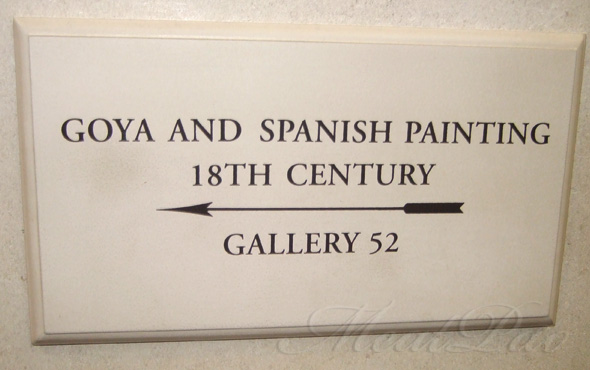 GOYA AND SPANISH PAINTING
18TH CENTURY
GALLERY 52